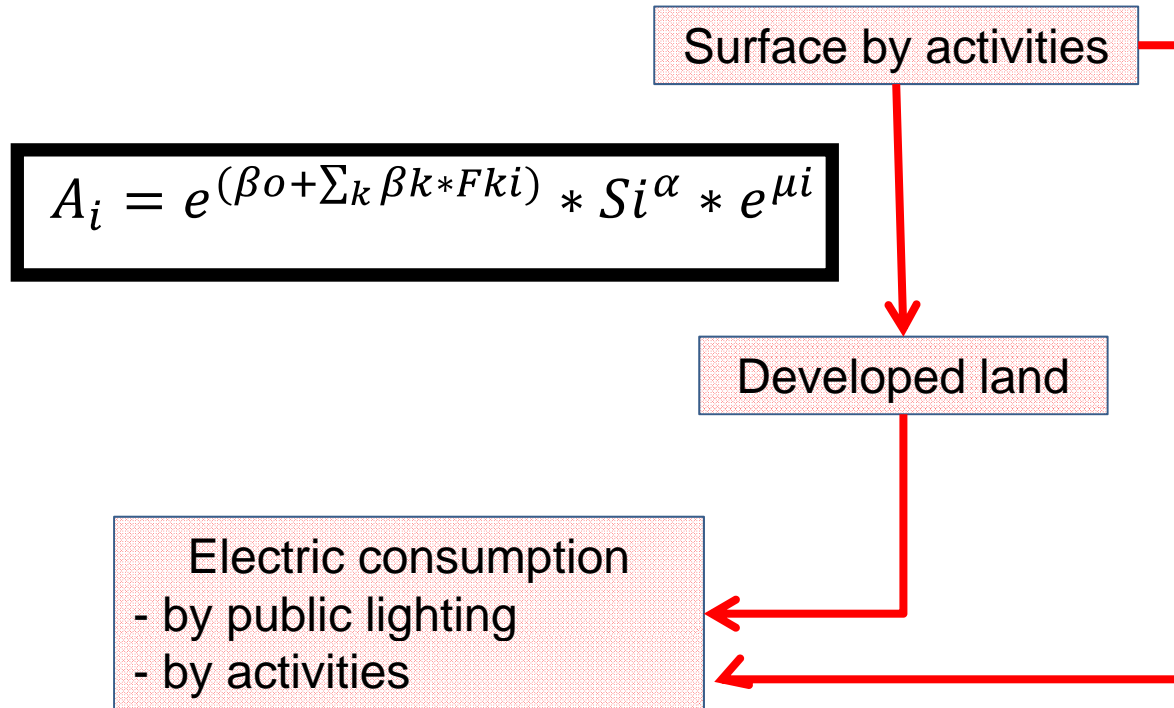 Surface by activities
A_i = e^{(βo+∑_k βk*Fki)} * Si^α * e^{μi}
Developed land
Electric consumption
- by public lighting
- by activities